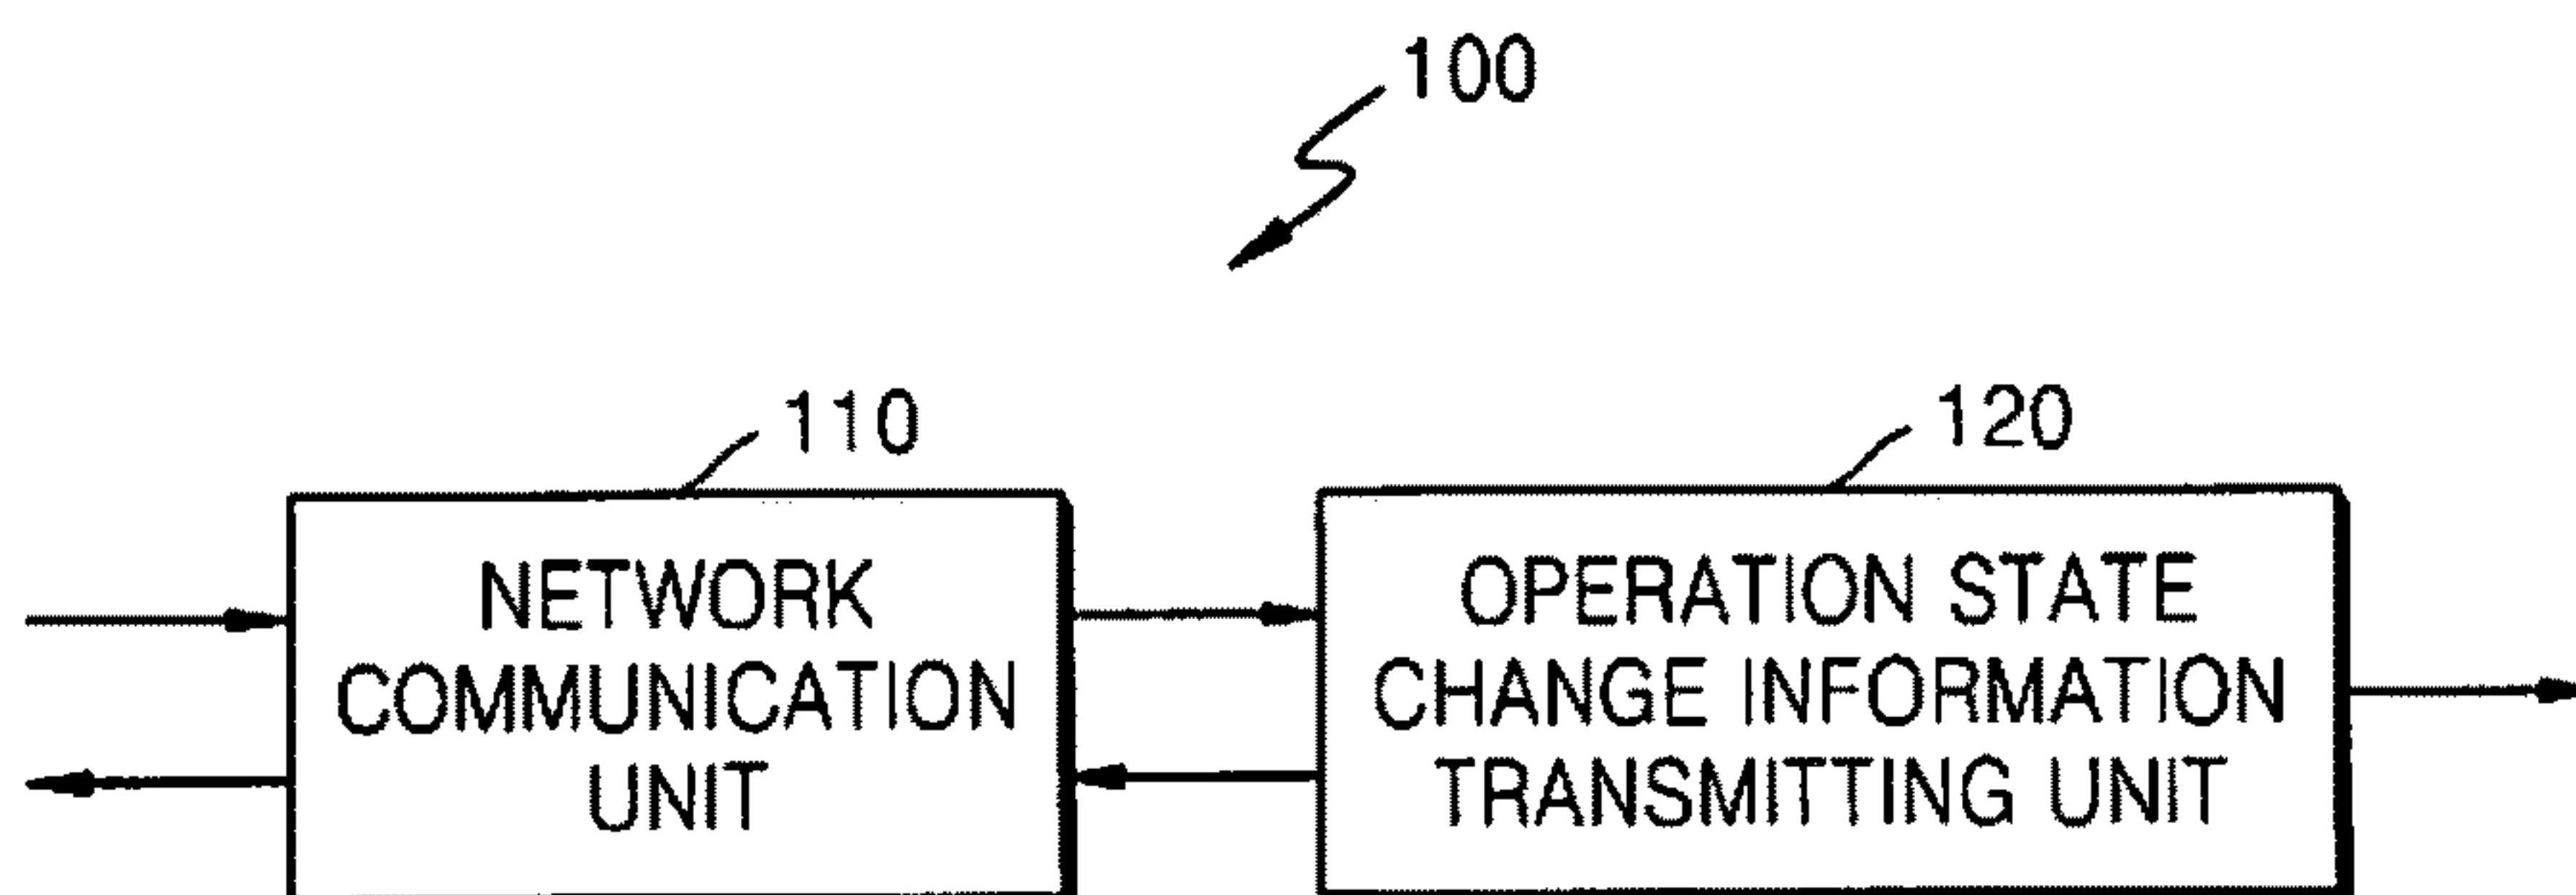 100
110
120
NETWORK
COMMUNICATION
UNIT
OPERATION STATE
CHANGE INFORMATION
TRANSMITTING UNIT